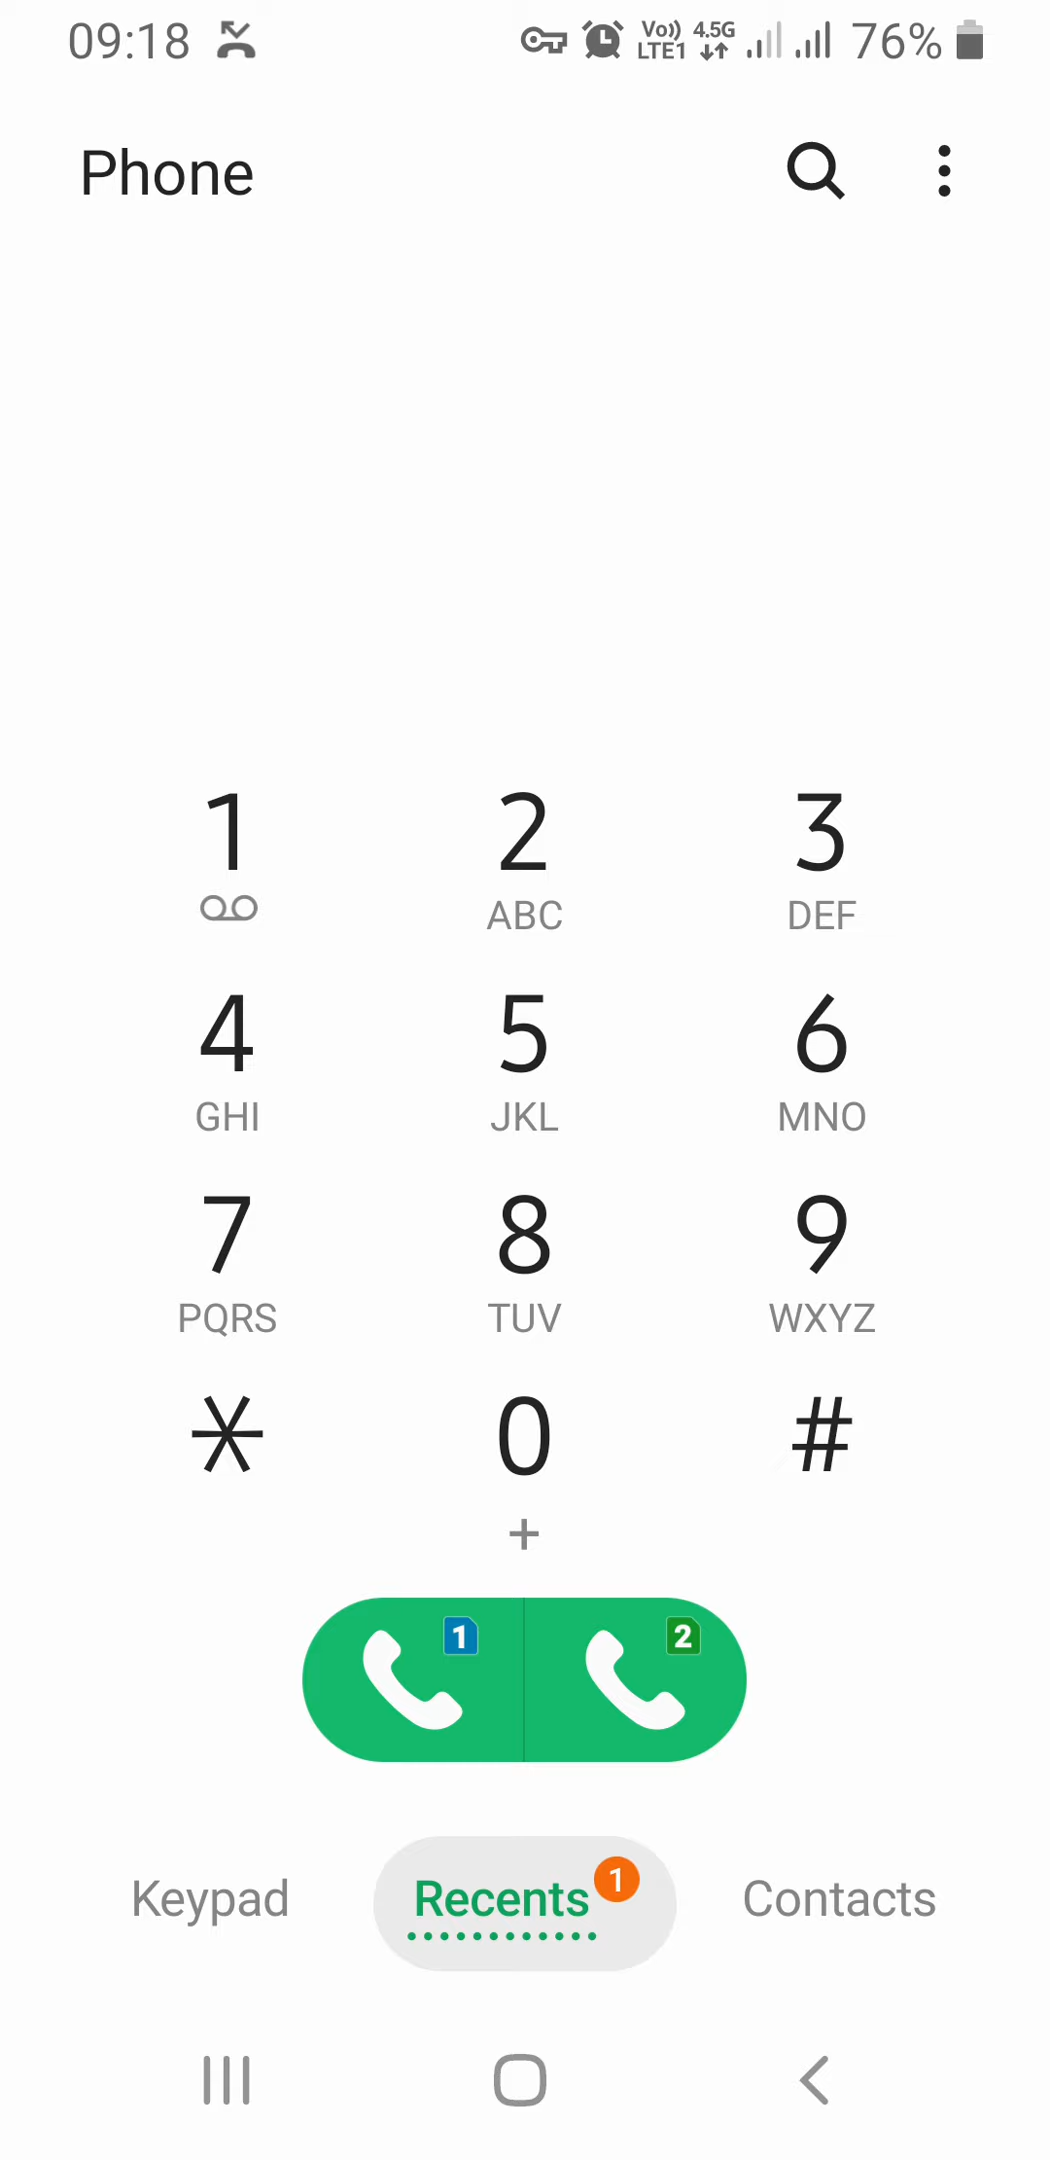 09:18 Vo)) LTE1 4.5G 76%
Phone
1 2 3
ABC DEF
4 5 6
GHI JKL MNO
7 8 9
PQRS TUV WXYZ
* 0 #
+
1 2
Keypad Recents 1 Contacts